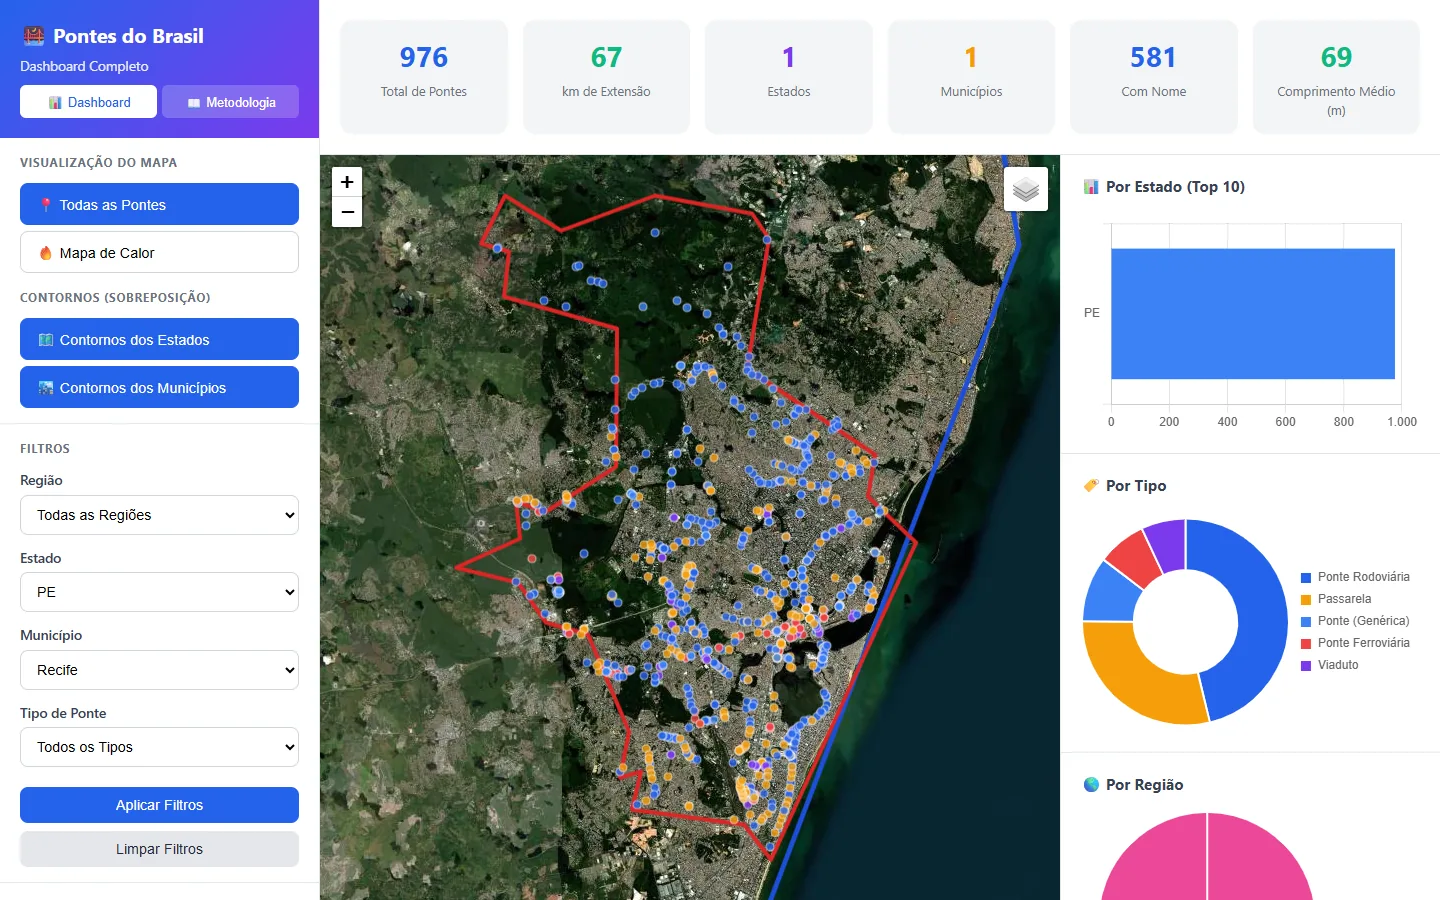 Pontes do Brasil
Dashboard Completo
Dashboard
Metodologia
VISUALIZAÇÃO DO MAPA
Todas as Pontes
Mapa de Calor
CONTORNOS (SOBREPOSIÇÃO)
Contornos dos Estados
Contornos dos Municípios
FILTROS
Região
Todas as Regiões
Estado
PE
Município
Recife
Tipo de Ponte
Todos os Tipos
Aplicar Filtros
Limpar Filtros
976
Total de Pontes
67
km de Extensão
1
Estados
1
Municípios
581
Com Nome
69
Comprimento Médio
(m)
+
−
Por Estado (Top 10)
PE
0 200 400 600 800 1.000
Por Tipo
Ponte Rodoviária
Passarela
Ponte (Genérica)
Ponte Ferroviária
Viaduto
Por Região